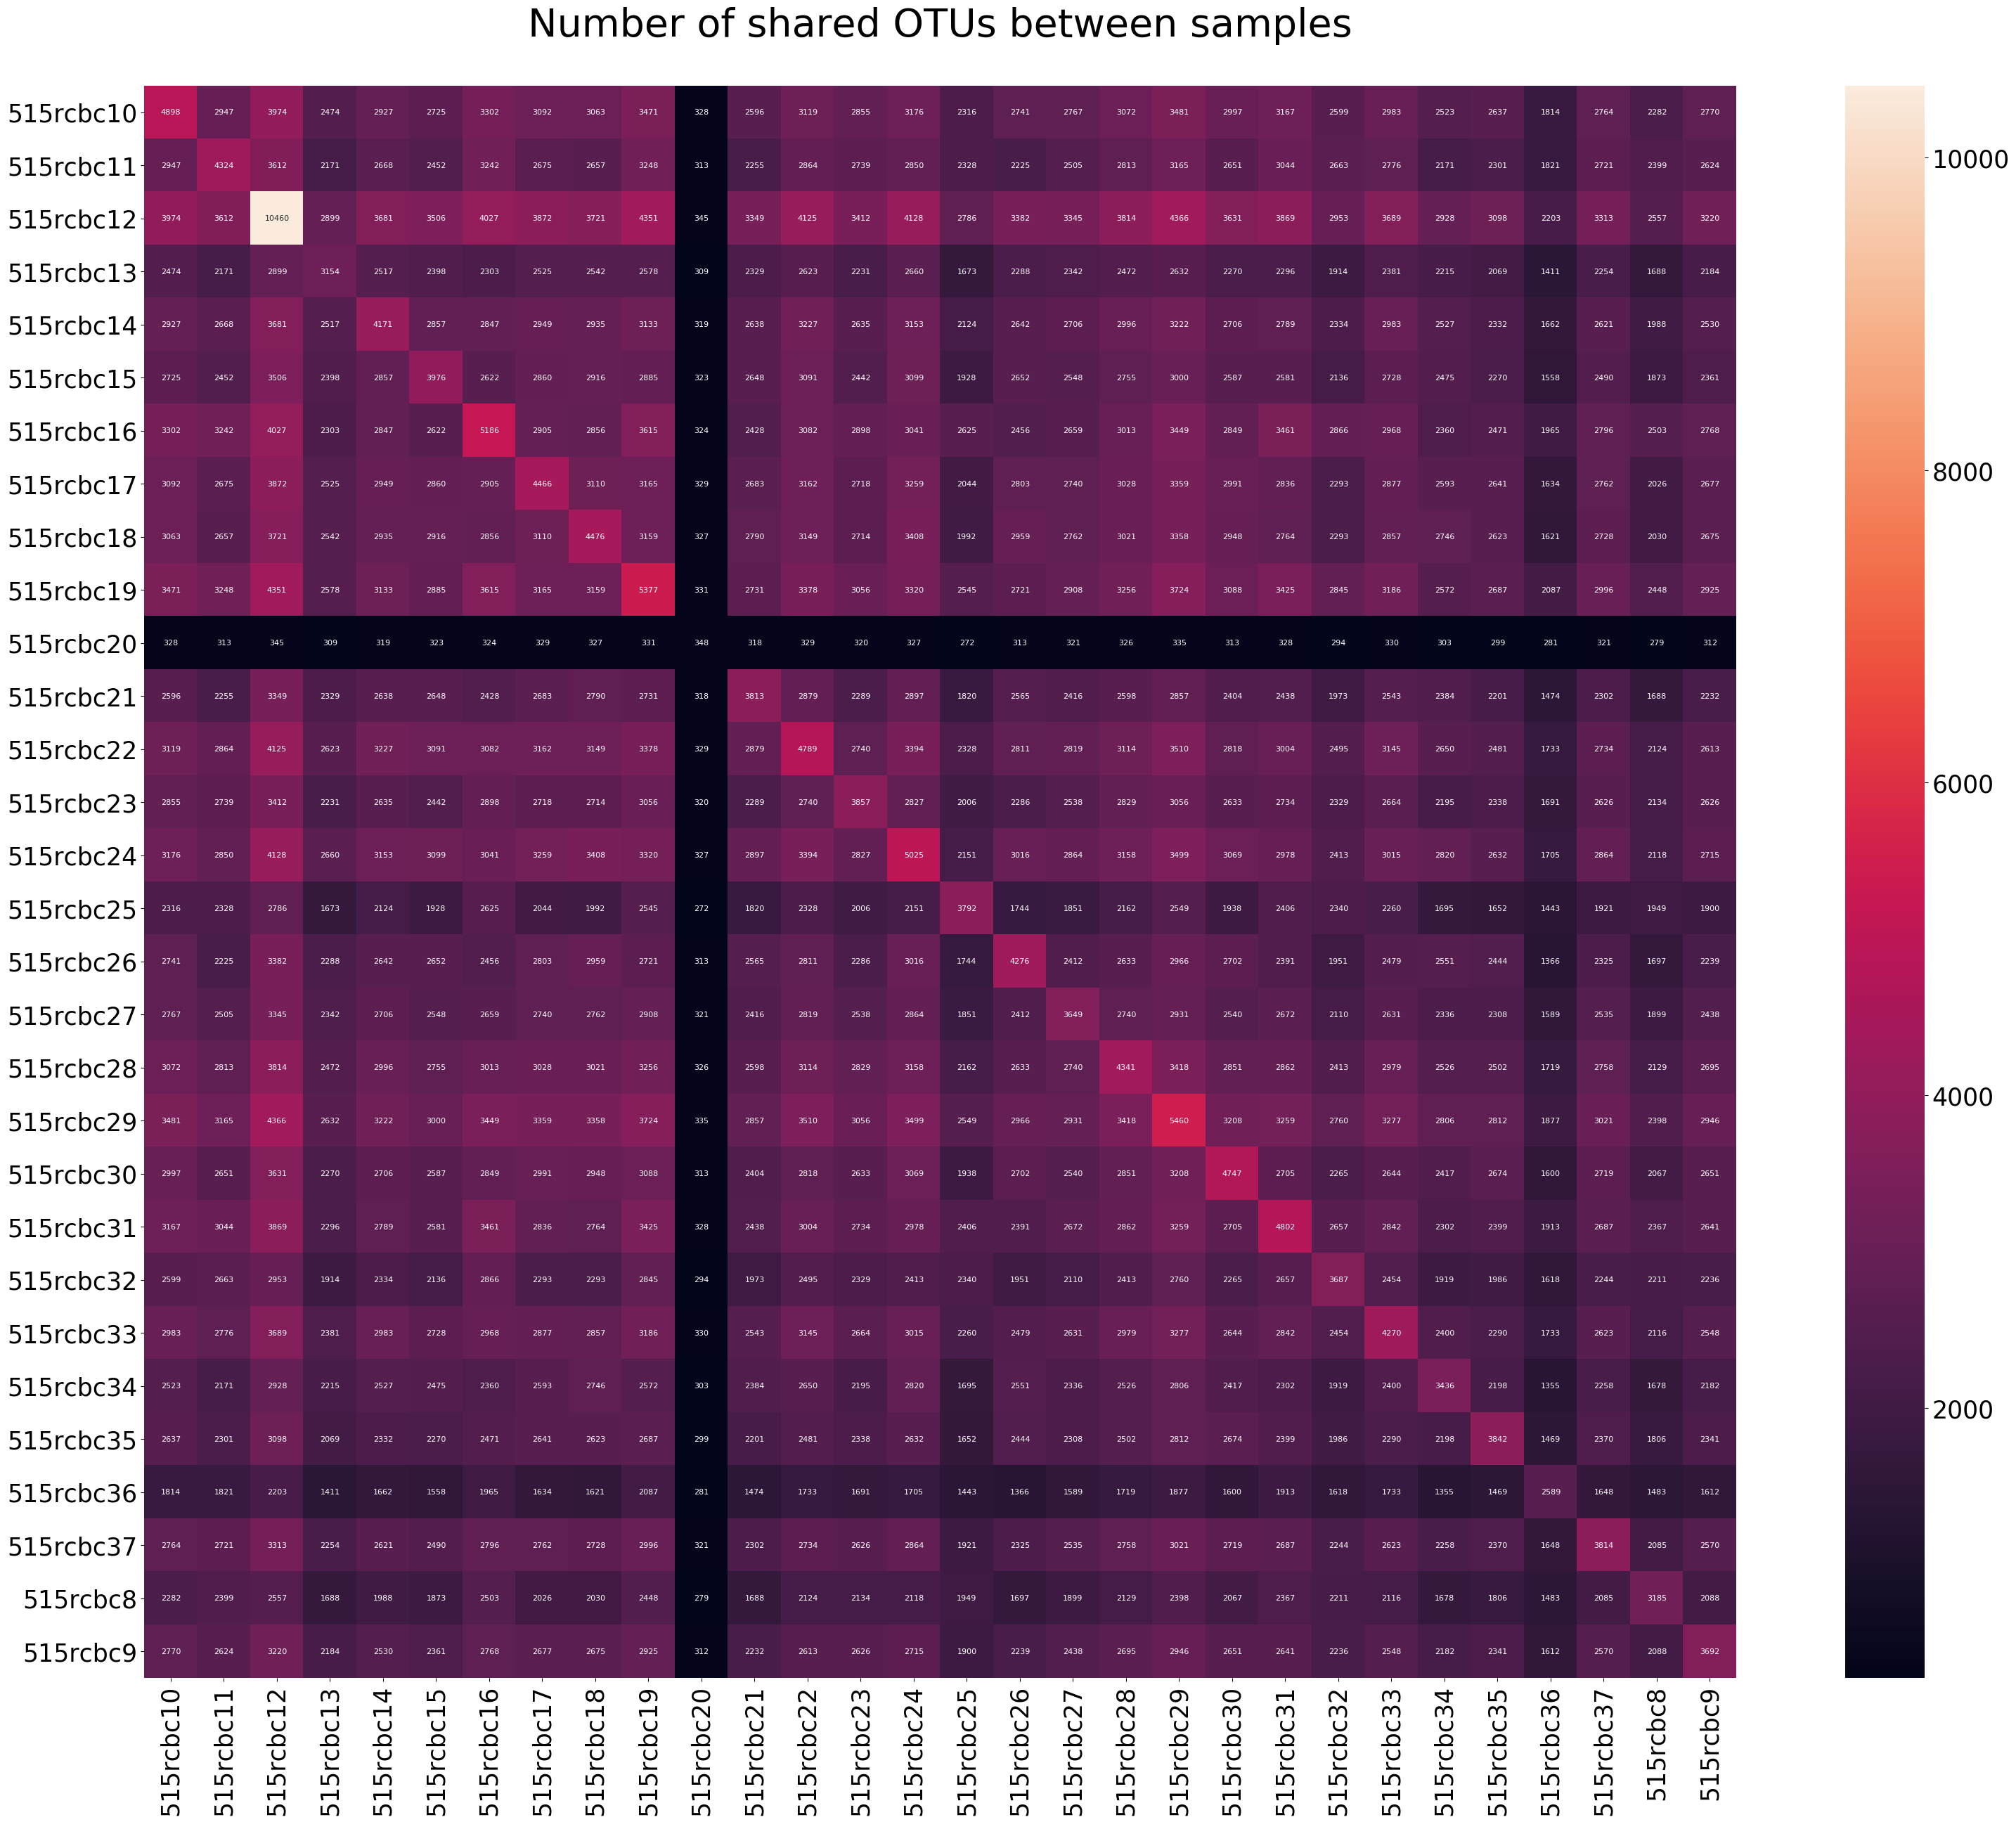 Number of shared OTUs between samples
515rcbc10 4898 2947 3974 2474 2927 2725 3302 3092 3063 3471 328 2596 3119 2855 3176 2316 2741 2767 3072 3481 2997 3167 2599 2983 2523 2637 1814 2764 2282 2770
515rcbc11 2947 4324 3612 2171 2668 2452 3242 2675 2657 3248 313 2255 2864 2739 2850 2328 2225 2505 2813 3165 2651 3044 2663 2776 2171 2301 1821 2721 2399 2624
10000
515rcbc12 3974 3612 10460 2899 3681 3506 4027 3872 3721 4351 345 3349 4125 3412 4128 2786 3382 3345 3814 4366 3631 3869 2953 3689 2928 3098 2203 3313 2557 3220
515rcbc13 2474 2171 2899 3154 2517 2398 2303 2525 2542 2578 309 2329 2623 2231 2660 1673 2288 2342 2472 2632 2270 2296 1914 2381 2215 2069 1411 2254 1688 2184
515rcbc14 2927 2668 3681 2517 4171 2857 2847 2949 2935 3133 319 2638 3227 2635 3153 2124 2642 2706 2996 3222 2706 2789 2334 2983 2527 2332 1662 2621 1988 2530
515rcbc15 2725 2452 3506 2398 2857 3976 2622 2860 2916 2885 323 2648 3091 2442 3099 1928 2652 2548 2755 3000 2587 2581 2136 2728 2475 2270 1558 2490 1873 2361
515rcbc16 3302 3242 4027 2303 2847 2622 5186 2905 2856 3615 324 2428 3082 2898 3041 2625 2456 2659 3013 3449 2849 3461 2866 2968 2360 2471 1965 2796 2503 2768
8000
515rcbc17 3092 2675 3872 2525 2949 2860 2905 4466 3110 3165 329 2683 3162 2718 3259 2044 2803 2740 3028 3359 2991 2836 2293 2877 2593 2641 1634 2762 2026 2677
515rcbc18 3063 2657 3721 2542 2935 2916 2856 3110 4476 3159 327 2790 3149 2714 3408 1992 2959 2762 3021 3358 2948 2764 2293 2857 2746 2623 1621 2728 2030 2675
515rcbc19 3471 3248 4351 2578 3133 2885 3615 3165 3159 5377 331 2731 3378 3056 3320 2545 2721 2908 3256 3724 3088 3425 2845 3186 2572 2687 2087 2996 2448 2925
515rcbc20 328 313 345 309 319 323 324 329 327 331 348 318 329 320 327 272 313 321 326 335 313 328 294 330 303 299 281 321 279 312
515rcbc21 2596 2255 3349 2329 2638 2648 2428 2683 2790 2731 318 3813 2879 2289 2897 1820 2565 2416 2598 2857 2404 2438 1973 2543 2384 2201 1474 2302 1688 2232
515rcbc22 3119 2864 4125 2623 3227 3091 3082 3162 3149 3378 329 2879 4789 2740 3394 2328 2811 2819 3114 3510 2818 3004 2495 3145 2650 2481 1733 2734 2124 2613
6000
515rcbc23 2855 2739 3412 2231 2635 2442 2898 2718 2714 3056 320 2289 2740 3857 2827 2006 2286 2538 2829 3056 2633 2734 2329 2664 2195 2338 1691 2626 2134 2626
515rcbc24 3176 2850 4128 2660 3153 3099 3041 3259 3408 3320 327 2897 3394 2827 5025 2151 3016 2864 3158 3499 3069 2978 2413 3015 2820 2632 1705 2864 2118 2715
515rcbc25 2316 2328 2786 1673 2124 1928 2625 2044 1992 2545 272 1820 2328 2006 2151 3792 1744 1851 2162 2549 1938 2406 2340 2260 1695 1652 1443 1921 1949 1900
515rcbc26 2741 2225 3382 2288 2642 2652 2456 2803 2959 2721 313 2565 2811 2286 3016 1744 4276 2412 2633 2966 2702 2391 1951 2479 2551 2444 1366 2325 1697 2239
515rcbc27 2767 2505 3345 2342 2706 2548 2659 2740 2762 2908 321 2416 2819 2538 2864 1851 2412 3649 2740 2931 2540 2672 2110 2631 2336 2308 1589 2535 1899 2438
515rcbc28 3072 2813 3814 2472 2996 2755 3013 3028 3021 3256 326 2598 3114 2829 3158 2162 2633 2740 4341 3418 2851 2862 2413 2979 2526 2502 1719 2758 2129 2695
4000
515rcbc29 3481 3165 4366 2632 3222 3000 3449 3359 3358 3724 335 2857 3510 3056 3499 2549 2966 2931 3418 5460 3208 3259 2760 3277 2806 2812 1877 3021 2398 2946
515rcbc30 2997 2651 3631 2270 2706 2587 2849 2991 2948 3088 313 2404 2818 2633 3069 1938 2702 2540 2851 3208 4747 2705 2265 2644 2417 2674 1600 2719 2067 2651
515rcbc31 3167 3044 3869 2296 2789 2581 3461 2836 2764 3425 328 2438 3004 2734 2978 2406 2391 2672 2862 3259 2705 4802 2657 2842 2302 2399 1913 2687 2367 2641
515rcbc32 2599 2663 2953 1914 2334 2136 2866 2293 2293 2845 294 1973 2495 2329 2413 2340 1951 2110 2413 2760 2265 2657 3687 2454 1919 1986 1618 2244 2211 2236
515rcbc33 2983 2776 3689 2381 2983 2728 2968 2877 2857 3186 330 2543 3145 2664 3015 2260 2479 2631 2979 3277 2644 2842 2454 4270 2400 2290 1733 2623 2116 2548
515rcbc34 2523 2171 2928 2215 2527 2475 2360 2593 2746 2572 303 2384 2650 2195 2820 1695 2551 2336 2526 2806 2417 2302 1919 2400 3436 2198 1355 2258 1678 2182
2000
515rcbc35 2637 2301 3098 2069 2332 2270 2471 2641 2623 2687 299 2201 2481 2338 2632 1652 2444 2308 2502 2812 2674 2399 1986 2290 2198 3842 1469 2370 1806 2341
515rcbc36 1814 1821 2203 1411 1662 1558 1965 1634 1621 2087 281 1474 1733 1691 1705 1443 1366 1589 1719 1877 1600 1913 1618 1733 1355 1469 2589 1648 1483 1612
515rcbc37 2764 2721 3313 2254 2621 2490 2796 2762 2728 2996 321 2302 2734 2626 2864 1921 2325 2535 2758 3021 2719 2687 2244 2623 2258 2370 1648 3814 2085 2570
515rcbc8 2282 2399 2557 1688 1988 1873 2503 2026 2030 2448 279 1688 2124 2134 2118 1949 1697 1899 2129 2398 2067 2367 2211 2116 1678 1806 1483 2085 3185 2088
515rcbc9 2770 2624 3220 2184 2530 2361 2768 2677 2675 2925 312 2232 2613 2626 2715 1900 2239 2438 2695 2946 2651 2641 2236 2548 2182 2341 1612 2570 2088 3692
515rcbc10 515rcbc11 515rcbc12 515rcbc13 515rcbc14 515rcbc15 515rcbc16 515rcbc17 515rcbc18 515rcbc19 515rcbc20 515rcbc21 515rcbc22 515rcbc23 515rcbc24 515rcbc25 515rcbc26 515rcbc27 515rcbc28 515rcbc29 515rcbc30 515rcbc31 515rcbc32 515rcbc33 515rcbc34 515rcbc35 515rcbc36 515rcbc37 515rcbc8 515rcbc9